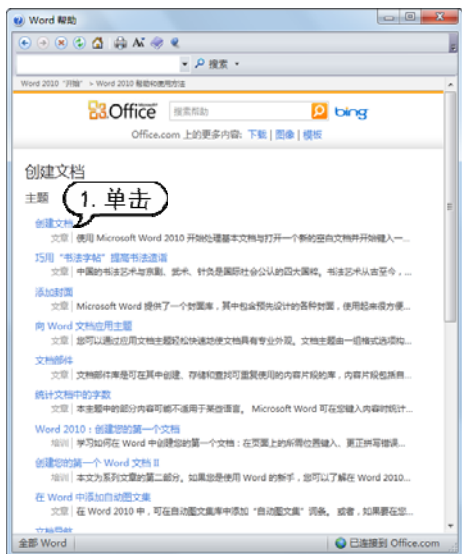 Word 帮助
搜索
Word 2010 "开始" > Word 2010 帮助和使用方法
Office
搜索帮助
bing
Office.com 上的更多内容: 下载 | 图像 | 模板
创建文档
主题
1. 单击
创建文档
文章 | 使用 Microsoft Word 2010 开始处理基本文档与打开一个新的空白文档并开始键入一...
巧用 "书法字帖" 提高书法造诣
文章 | 中国的书法艺术与京剧、武术、针灸是国际社会公认的四大国粹。书法艺术从古至今，...
添加封面
文章 | Microsoft Word 提供了一个封面库，其中包含预先设计的各种封面，使用起来很方便...
向 Word 文档应用主题
文章 | 您可以通过应用文档主题轻松快速地使文档具有专业外观。文档主题由一组格式选项构...
文档部件
文章 | 文档部件库是可在其中创建、存储和查找可重复使用的内容片段的库，内容片段包括自...
统计文档中的字数
文章 | 本主题中的部分内容可能不适用于某些语言。 Microsoft Word 可在您键入内容时统计...
Word 2010：创建您的第一个文档
培训 | 学习如何在 Word 中创建您的第一个文档：在页面上的所需位置键入、更正拼写错误...
创建您的第一个 Word 文档 II
培训 | 本文为系列文章的第二部分。如果您是使用 Word 的新手，您可以了解在 Word 2010...
在 Word 中添加自动图文集
文章 | 在 Word 2010 中，可在自动图文集库中添加 "自动图文集" 词条。 或者，如果要在您...
文档导航
全部 Word
已连接到 Office.com